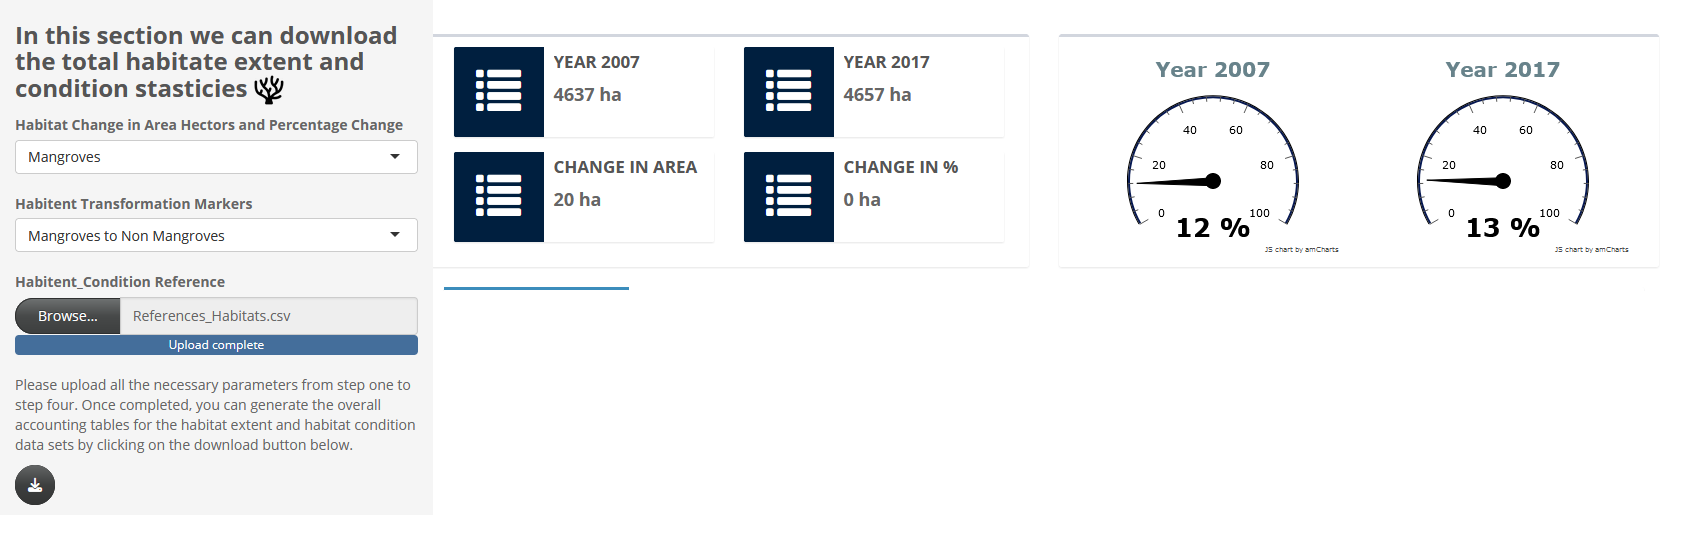 In this section we can download
the total habitate extent and
condition stasticies
Habitat Change in Area Hectors and Percentage Change
Mangroves
Habitent Transformation Markers
Mangroves to Non Mangroves
Habitent_Condition Reference
Browse...
References_Habitats.csv
Upload complete
Please upload all the necessary parameters from step one to
step four. Once completed, you can generate the overall
accounting tables for the habitat extent and habitat condition
data sets by clicking on the download button below.
YEAR 2007
4637 ha
YEAR 2017
4657 ha
CHANGE IN AREA
20 ha
CHANGE IN %
0 ha
Year 2007
0
20
40
60
80
100
12 %
JS chart by amCharts
Year 2017
0
20
40
60
80
100
13 %
JS chart by amCharts